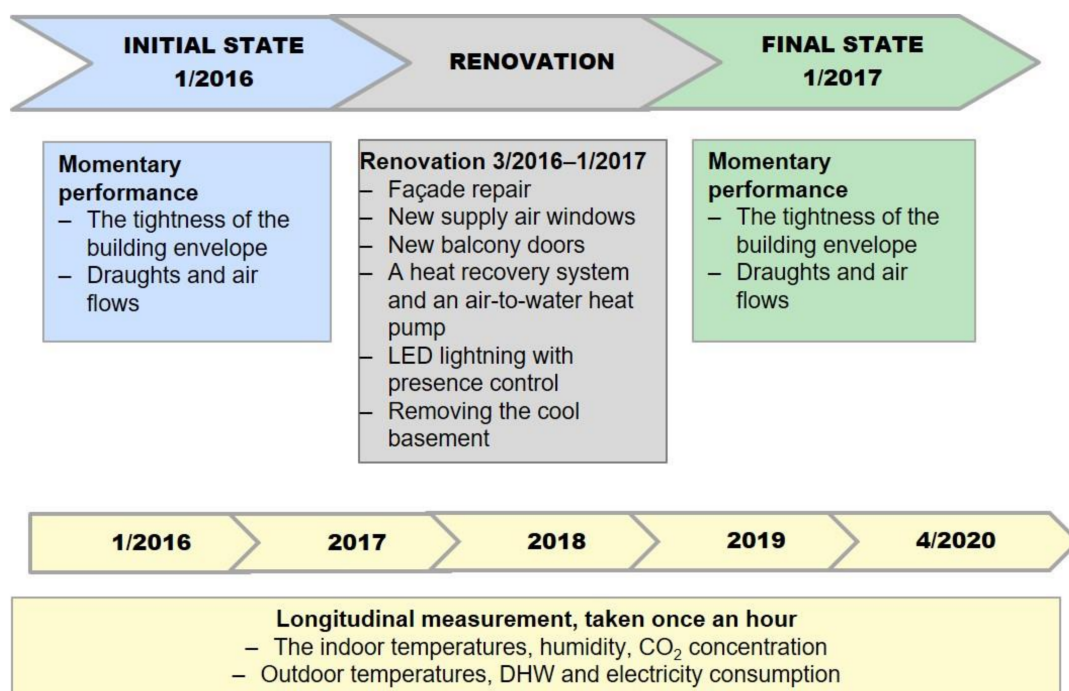 INITIAL STATE
1/2016
RENOVATION
FINAL STATE
1/2017
Momentary
performance
– The tightness of the
building envelope
– Draughts and air
flows
Renovation 3/2016–1/2017
– Façade repair
– New supply air windows
– New balcony doors
– A heat recovery system
and an air-to-water heat
pump
– LED lightning with
presence control
– Removing the cool
basement
Momentary
performance
– The tightness of the
building envelope
– Draughts and air
flows
1/2016
2017
2018
2019
4/2020
Longitudinal measurement, taken once an hour
– The indoor temperatures, humidity, CO₂ concentration
– Outdoor temperatures, DHW and electricity consumption